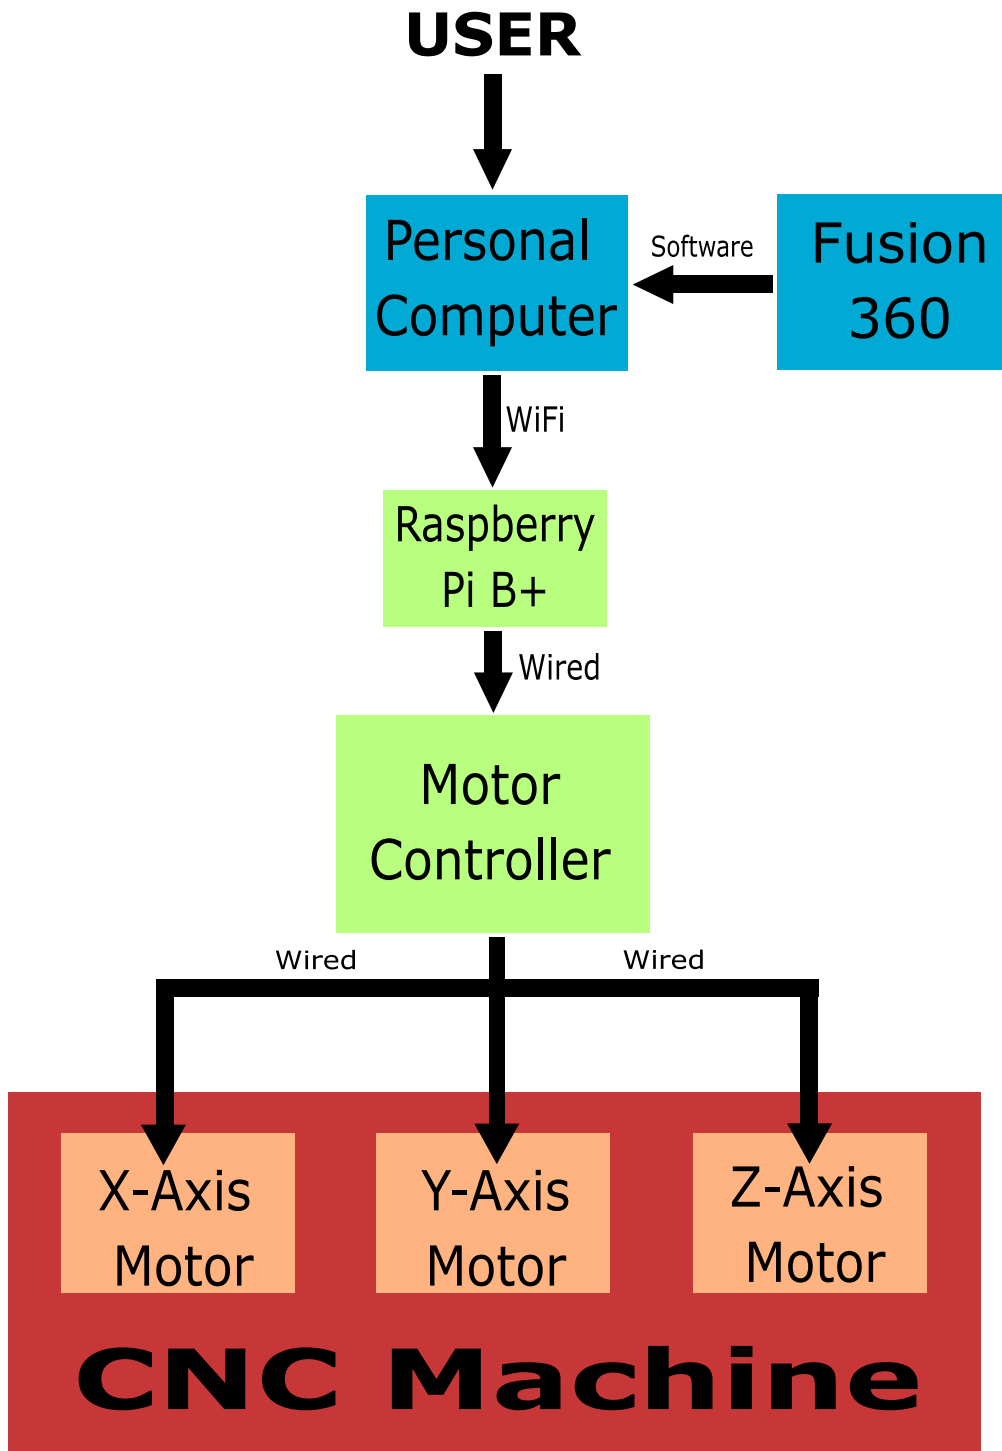 USER
Personal
Computer
Software
Fusion
360
WiFi
Raspberry
Pi B+
Wired
Motor
Controller
Wired
Wired
X-Axis
Motor
Y-Axis
Motor
Z-Axis
Motor
CNC Machine